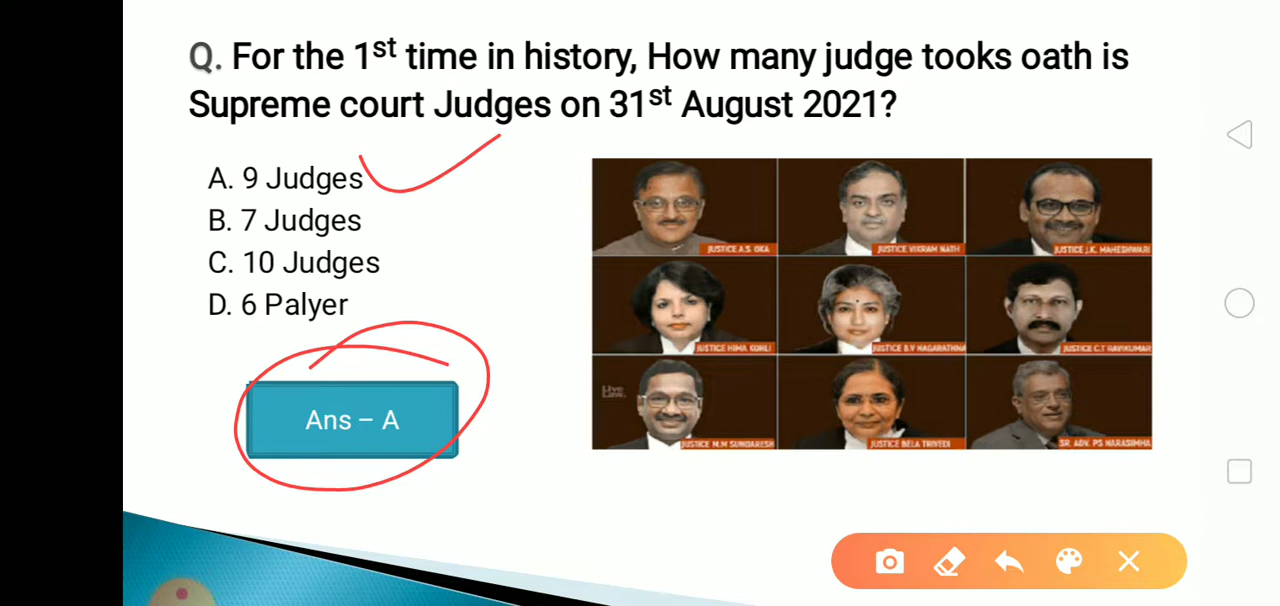 Q. For the 1st time in history, How many judge tooks oath is
Supreme court Judges on 31st August 2021?
A. 9 Judges
B. 7 Judges
C. 10 Judges
D. 6 Palyer
Ans – A
JUSTICE A.S. OKA
JUSTICE VIKRAM NATH
JUSTICE J.K. MAHESHWARI
JUSTICE HIMA KOHLI
JUSTICE B.V NAGARATHNA
JUSTICE C.T RAVIKUMAR
Live
Law.
JUSTICE M.M SUNDARESH
JUSTICE BELA TRIVEDI
SR. ADV. PS NARASIMHA